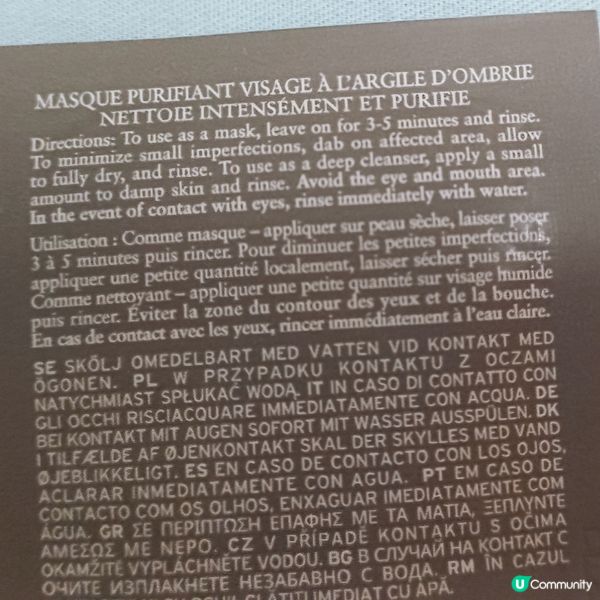 MASQUE PURIFIANT VISAGE À L'ARGILE D'OMBRIE
NETTOIE INTENSÉMENT ET PURIFIE
Directions: To use as a mask, leave on for 3-5 minutes and rinse.
To minimize small imperfections, dab on affected area, allow
to fully dry, and rinse. To use as a deep cleanser, apply a small
amount to damp skin and rinse. Avoid the eye and mouth area.
In the event of contact with eyes, rinse immediately with water.
Utilisation : Comme masque – appliquer sur peau sèche, laisser poser
3 à 5 minutes puis rincer. Pour diminuer les petites imperfections,
appliquer une petite quantité localement, laisser sécher puis rincer.
Comme nettoyant – appliquer une petite quantité sur visage humide
puis rincer. Éviter la zone du contour des yeux et de la bouche.
En cas de contact avec les yeux, rincer immédiatement à l'eau claire.
SE SKÖLJ OMEDELBART MED VATTEN VID KONTAKT MED
ÖGONEN. PL W PRZYPADKU KONTAKTU Z OCZAMI
NATYCHMIAST SPŁUKAĆ WODĄ. IT IN CASO DI CONTATTO CON
GLI OCCHI RISCIACQUARE IMMEDIATAMENTE CON ACQUA. DE
BEI KONTAKT MIT AUGEN SOFORT MIT WASSER AUSSPÜLEN. DK
I TILFÆLDE AF ØJENKONTAKT SKAL DER SKYLLES MED VAND
ØJEBLIKKELIGT. ES EN CASO DE CONTACTO CON LOS OJOS,
ACLARAR INMEDIATAMENTE CON AGUA. PT EM CASO DE
CONTACTO COM OS OLHOS, ENXAGUAR IMEDIATAMENTE COM
ÁGUA. GR ΣΕ ΠΕΡΙΠΤΩΣΗ ΕΠΑΦΗΣ ΜΕ ΤΑ ΜΑΤΙΑ, ΞΕΠΛΥΝΤΕ
ΑΜΕΣΩΣ ΜΕ ΝΕΡΟ. CZ V PŘÍPADĚ KONTAKTU S OČIMA
OKAMŽITĚ VYPLÁCHNĚTE VODOU. BG В СЛУЧАЙ НА КОНТАКТ С
ОЧИТЕ ИЗПЛАКНЕТЕ НЕЗАБАВНО С ВОДА. RM ÎN CAZUL
OCHII, CLĂTIȚI IMEDIAT CU APĂ.
U Community